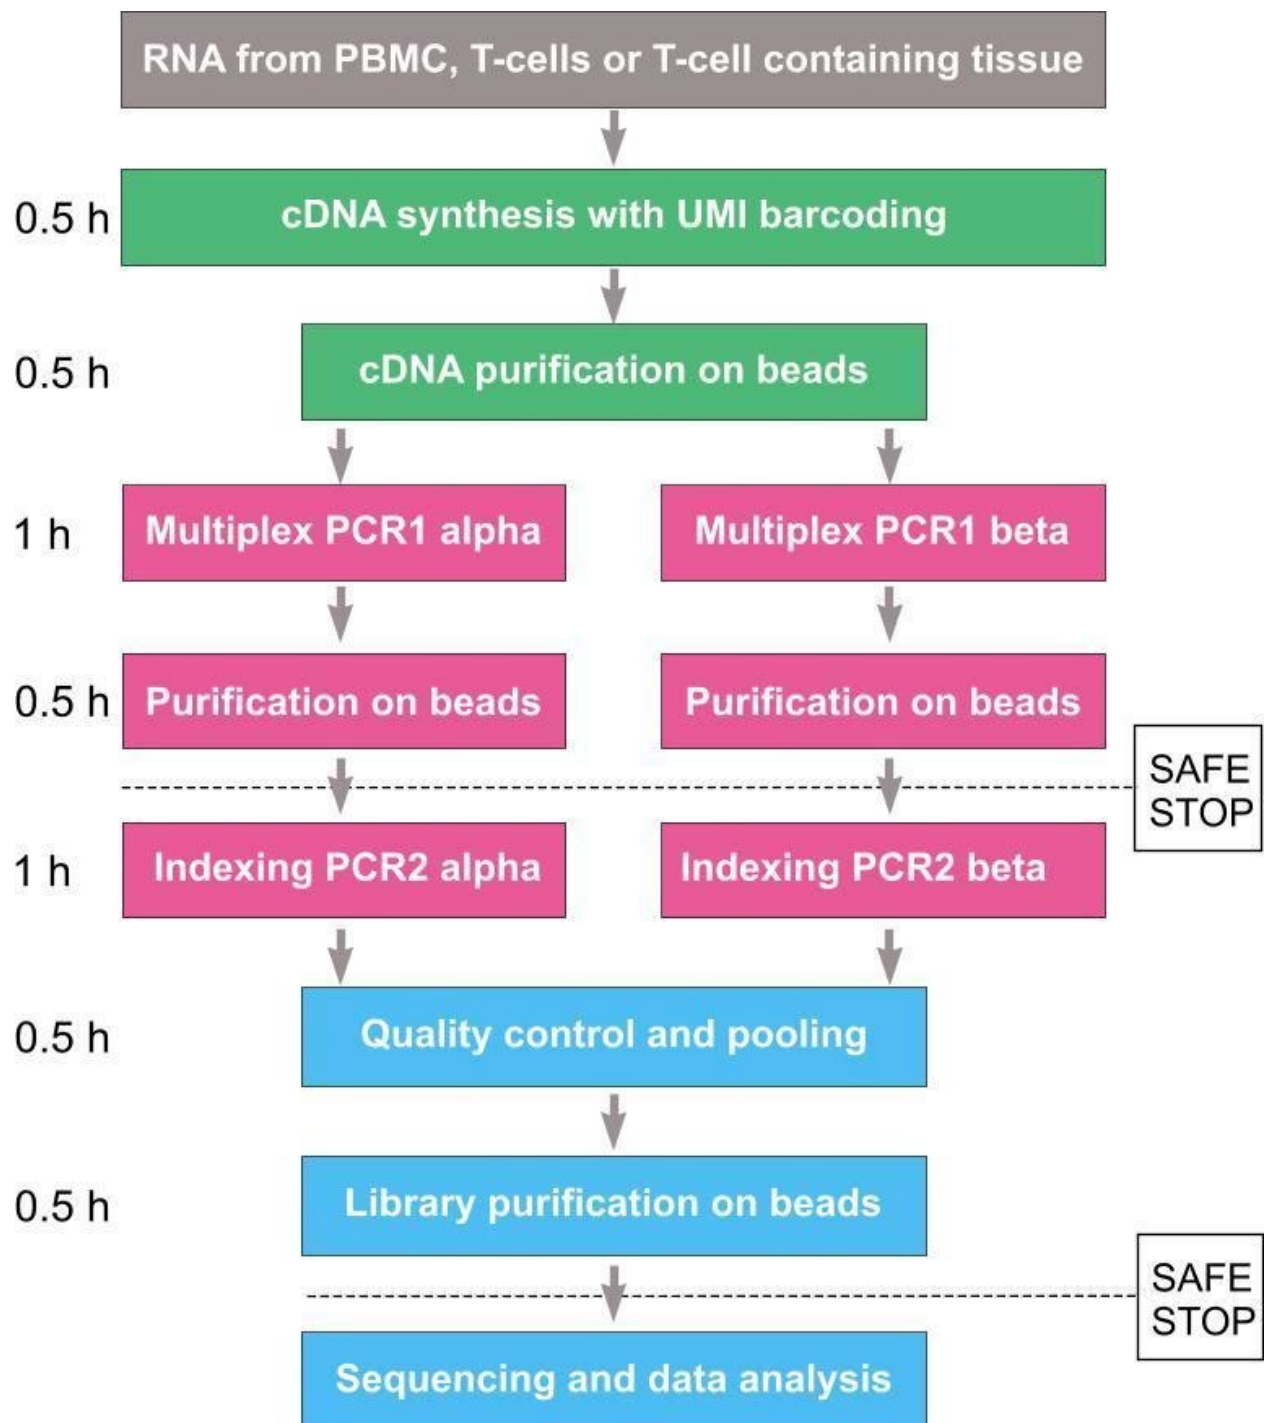 RNA from PBMC, T-cells or T-cell containing tissue
0.5 h
cDNA synthesis with UMI barcoding
0.5 h
cDNA purification on beads
1 h
Multiplex PCR1 alpha
Multiplex PCR1 beta
0.5 h
Purification on beads
Purification on beads
SAFE
STOP
1 h
Indexing PCR2 alpha
Indexing PCR2 beta
0.5 h
Quality control and pooling
0.5 h
Library purification on beads
SAFE
STOP
Sequencing and data analysis